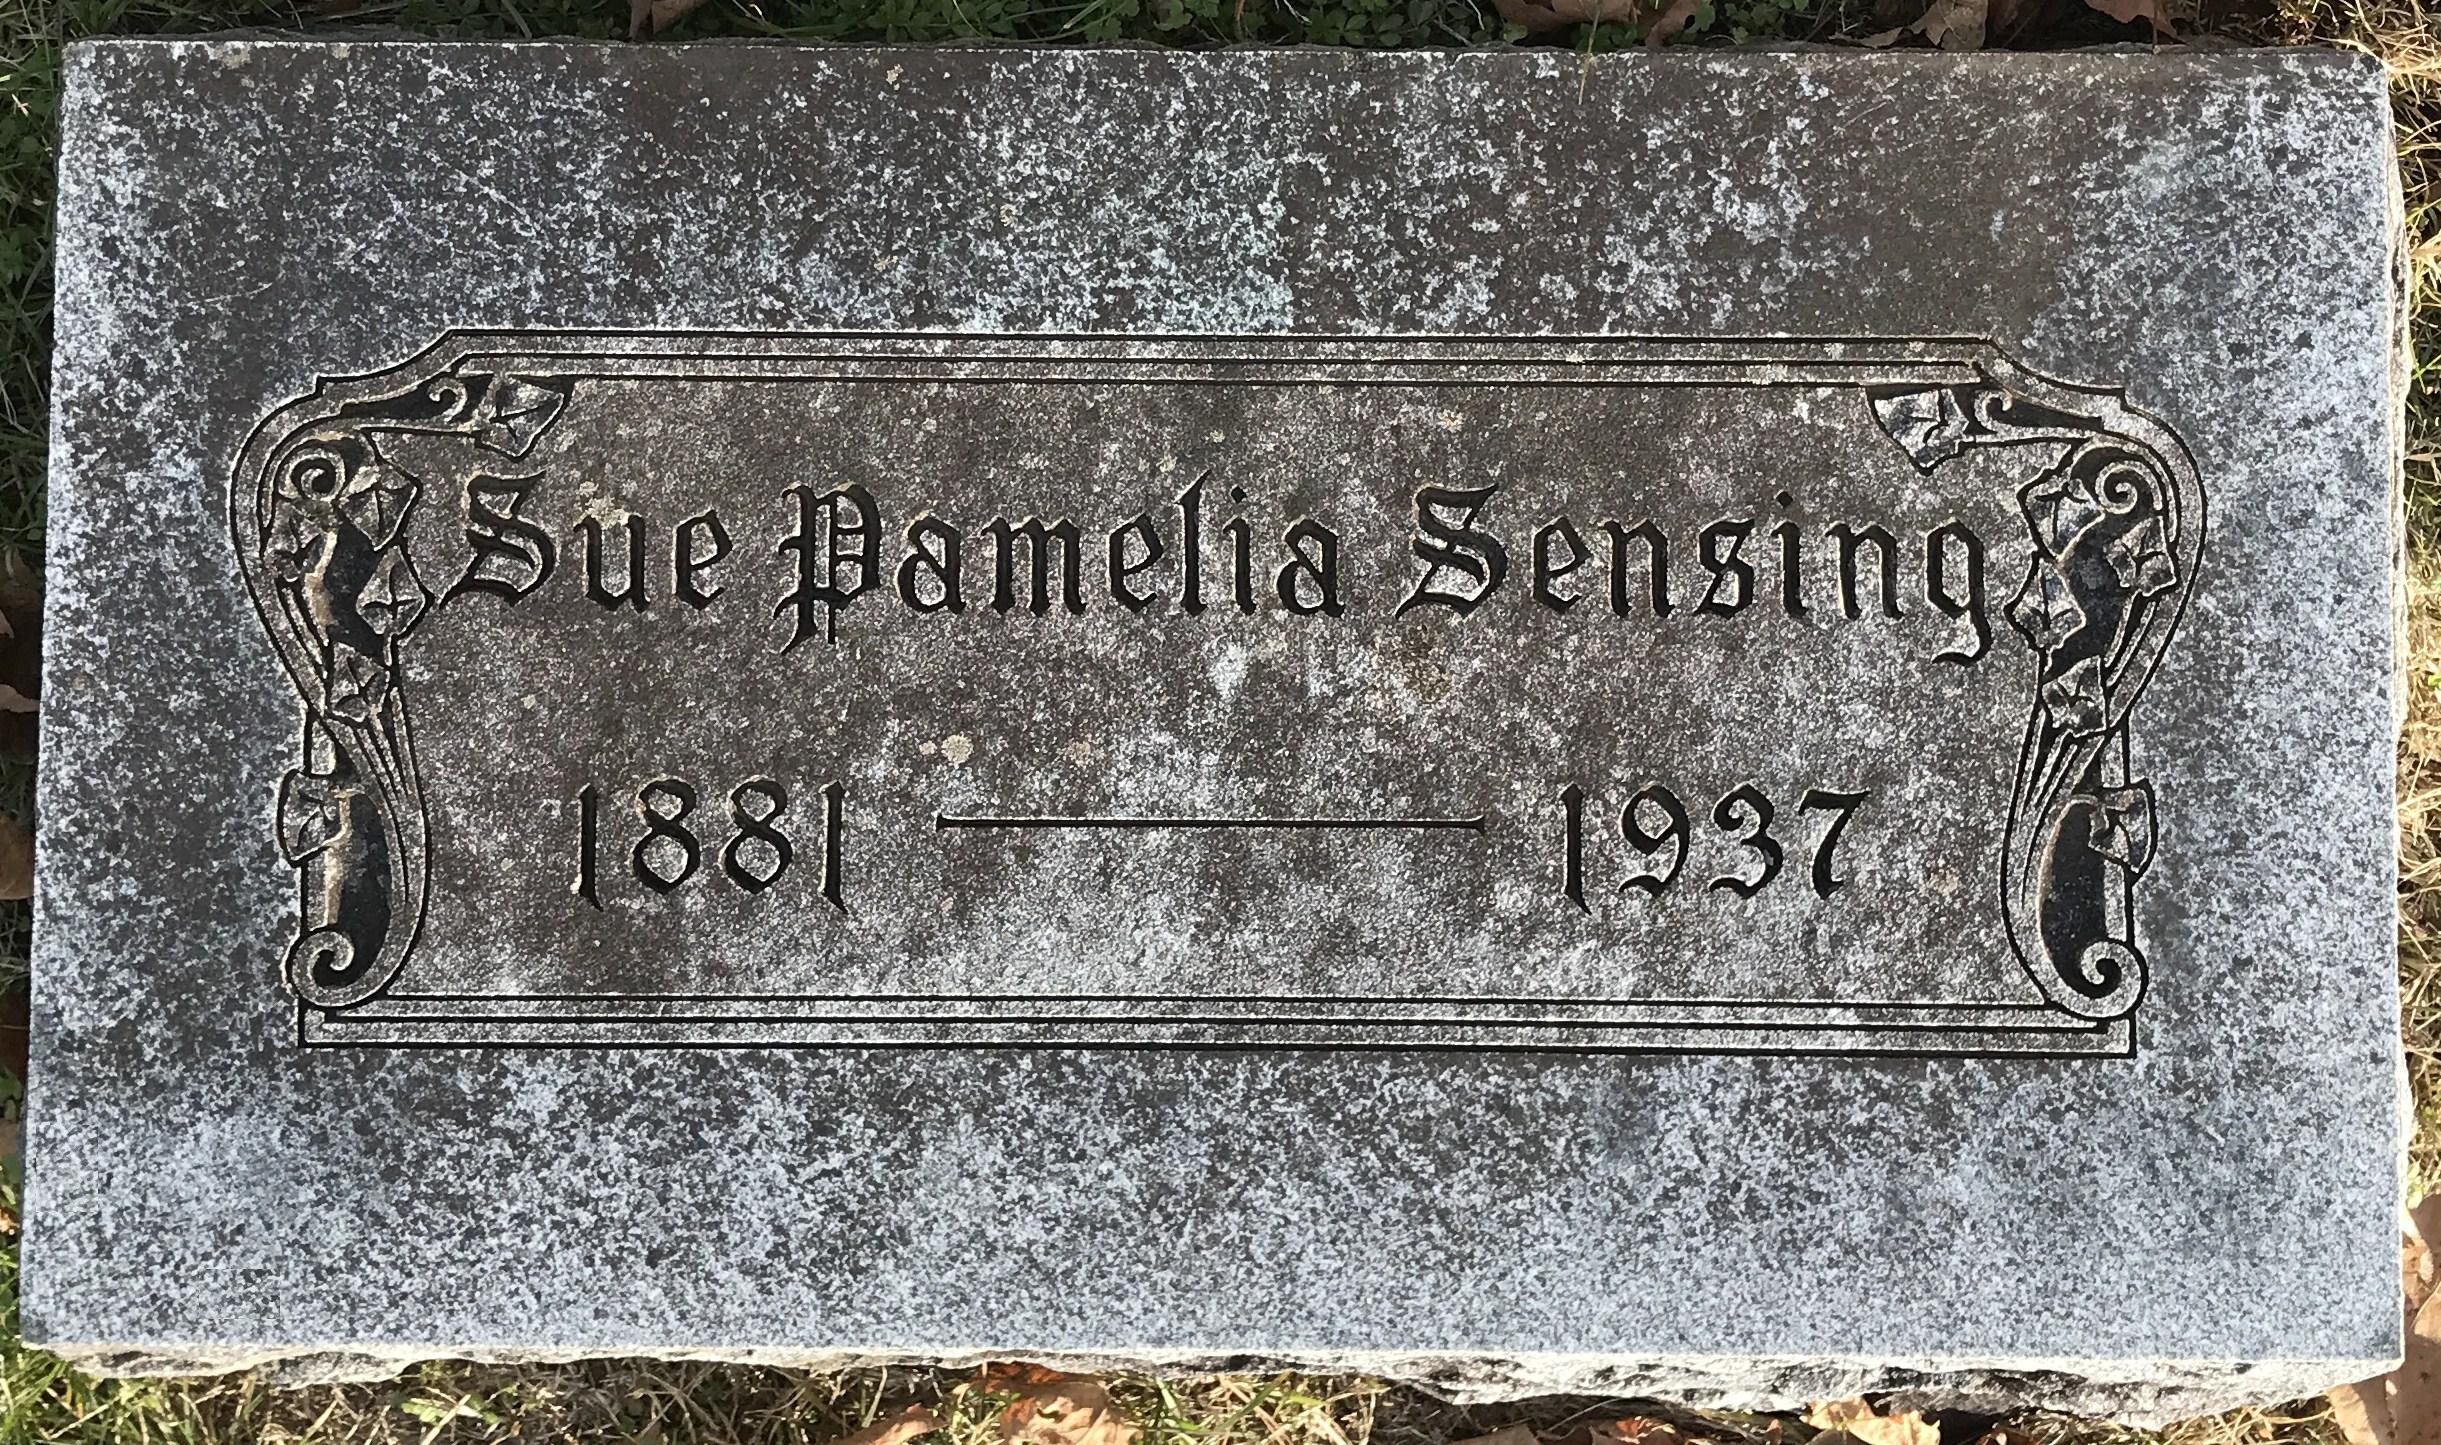 Sue Pamelia Sensing
1881 — 1937